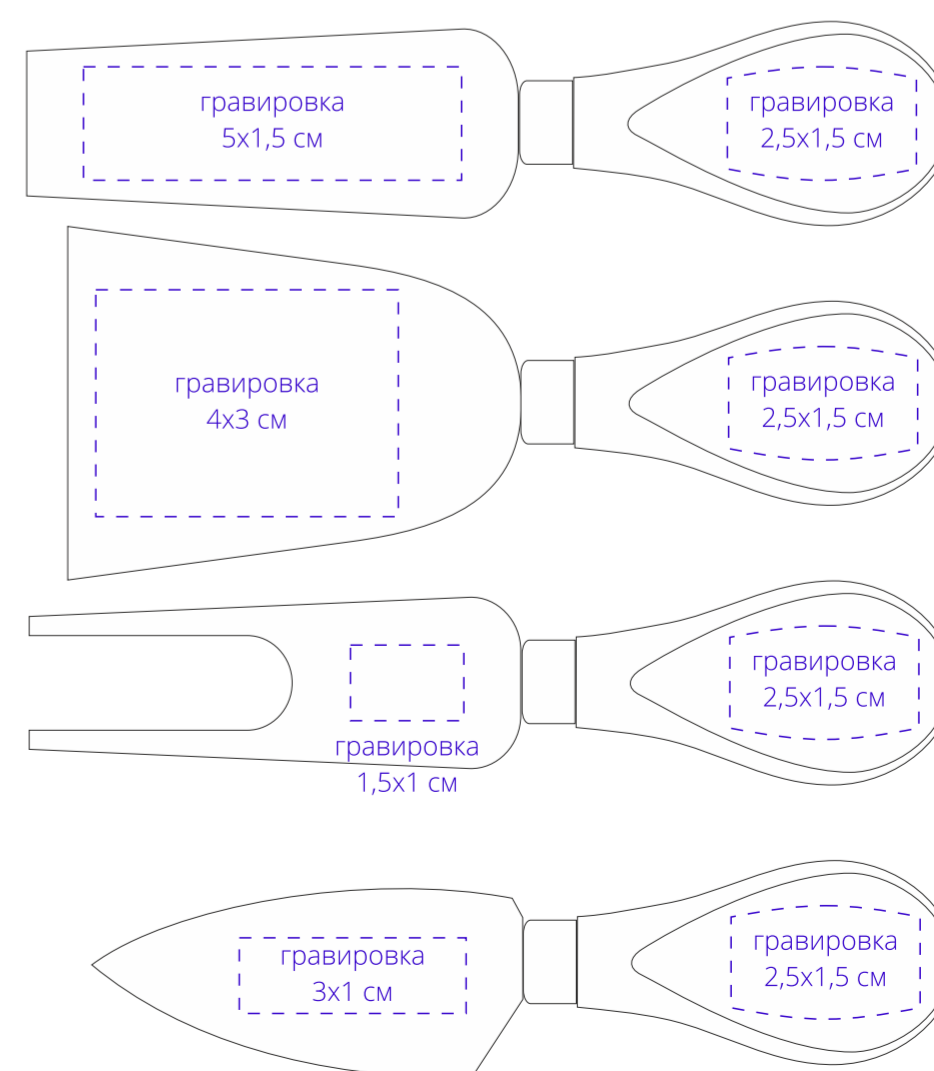 гравировка
5х1,5 см
гравировка
2,5х1,5 см
гравировка
4х3 см
гравировка
2,5х1,5 см
гравировка
1,5х1 см
гравировка
2,5х1,5 см
гравировка
3х1 см
гравировка
2,5х1,5 см